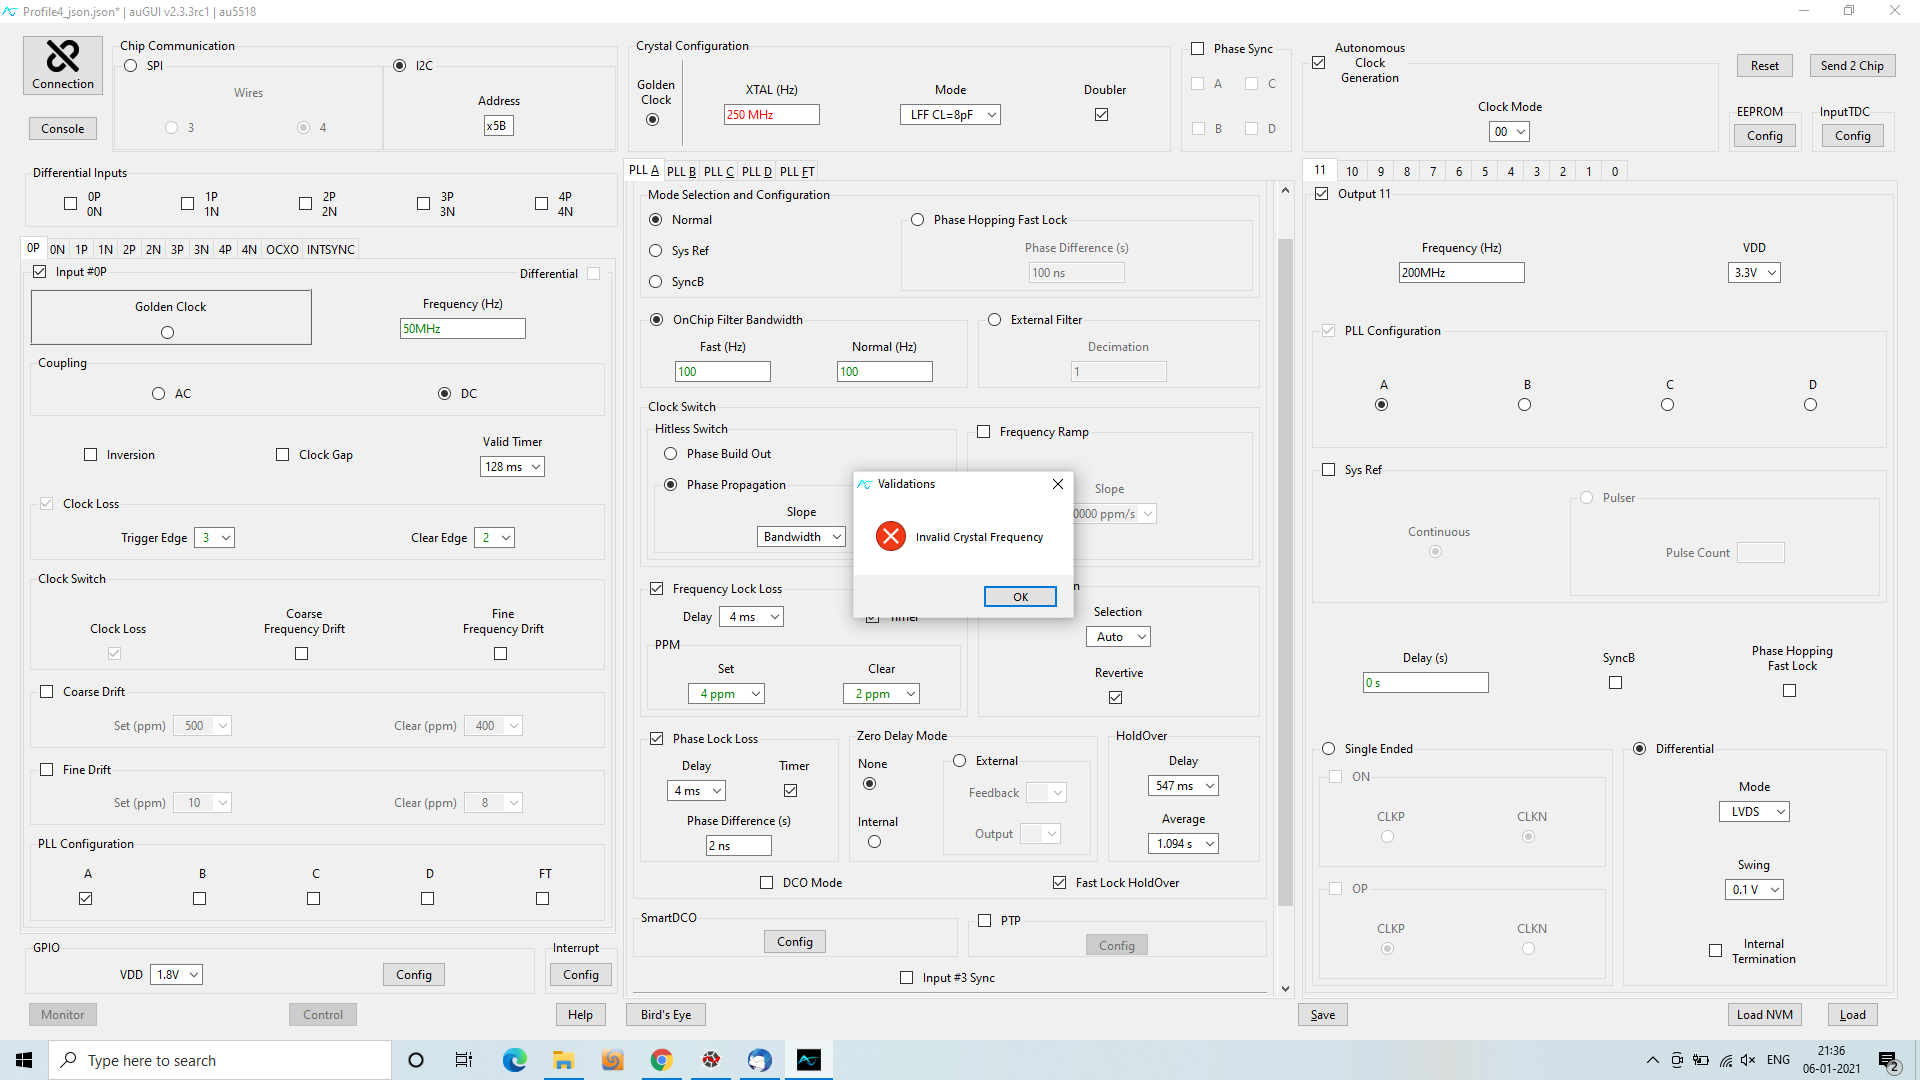 Profile4_json.json* | auGUI v2.3.3rc1 | au5518
Connection
Console
Chip Communication
SPI
Wires
3
4
I2C
Address
x5B
Crystal Configuration
Golden
Clock
XTAL (Hz)
250 MHz
Mode
LFF CL=8pF
Doubler
Phase Sync
A
C
B
D
Autonomous
Clock
Generation
Clock Mode
00
Reset
Send 2 Chip
EEPROM
Config
InputTDC
Config
Differential Inputs
0P
0N
1P
1N
2P
2N
3P
3N
4P
4N
0P 0N 1P 1N 2P 2N 3P 3N 4P 4N OCXO INTSYNC
Input #0P
Differential
Golden Clock
Frequency (Hz)
50MHz
Coupling
AC
DC
Inversion
Clock Gap
Valid Timer
128 ms
Clock Loss
Trigger Edge 3
Clear Edge 2
Clock Switch
Clock Loss
Coarse
Frequency Drift
Fine
Frequency Drift
Coarse Drift
Set (ppm) 500
Clear (ppm) 400
Fine Drift
Set (ppm) 10
Clear (ppm) 8
PLL Configuration
A B C D FT
GPIO
VDD 1.8V
Config
Interrupt
Config
Monitor
Control
Help
PLL A PLL B PLL C PLL D PLL FT
Mode Selection and Configuration
Normal
Sys Ref
SyncB
Phase Hopping Fast Lock
Phase Difference (s)
100 ns
OnChip Filter Bandwidth
Fast (Hz)
100
Normal (Hz)
100
External Filter
Decimation
1
Clock Switch
Hitless Switch
Phase Build Out
Phase Propagation
Slope
Bandwidth
Frequency Ramp
Slope
0000 ppm/s
Validations
Invalid Crystal Frequency
OK
Frequency Lock Loss
Delay 4 ms
Timer
PPM
Set
4 ppm
Clear
2 ppm
n
Selection
Auto
Revertive
Phase Lock Loss
Delay
4 ms
Timer
Phase Difference (s)
2 ns
Zero Delay Mode
None
Internal
External
Feedback
Output
HoldOver
Delay
547 ms
Average
1.094 s
DCO Mode
Fast Lock HoldOver
SmartDCO
Config
PTP
Config
Input #3 Sync
Bird's Eye
11 10 9 8 7 6 5 4 3 2 1 0
Output 11
Frequency (Hz)
200MHz
VDD
3.3V
PLL Configuration
A B C D
Sys Ref
Continuous
Pulser
Pulse Count
Delay (s)
0 s
SyncB
Phase Hopping
Fast Lock
Single Ended
ON
CLKP
CLKN
OP
CLKP
CLKN
Differential
Mode
LVDS
Swing
0.1 V
Internal
Termination
Save
Load NVM
Load
Type here to search
ENG
21:36
06-01-2021
2